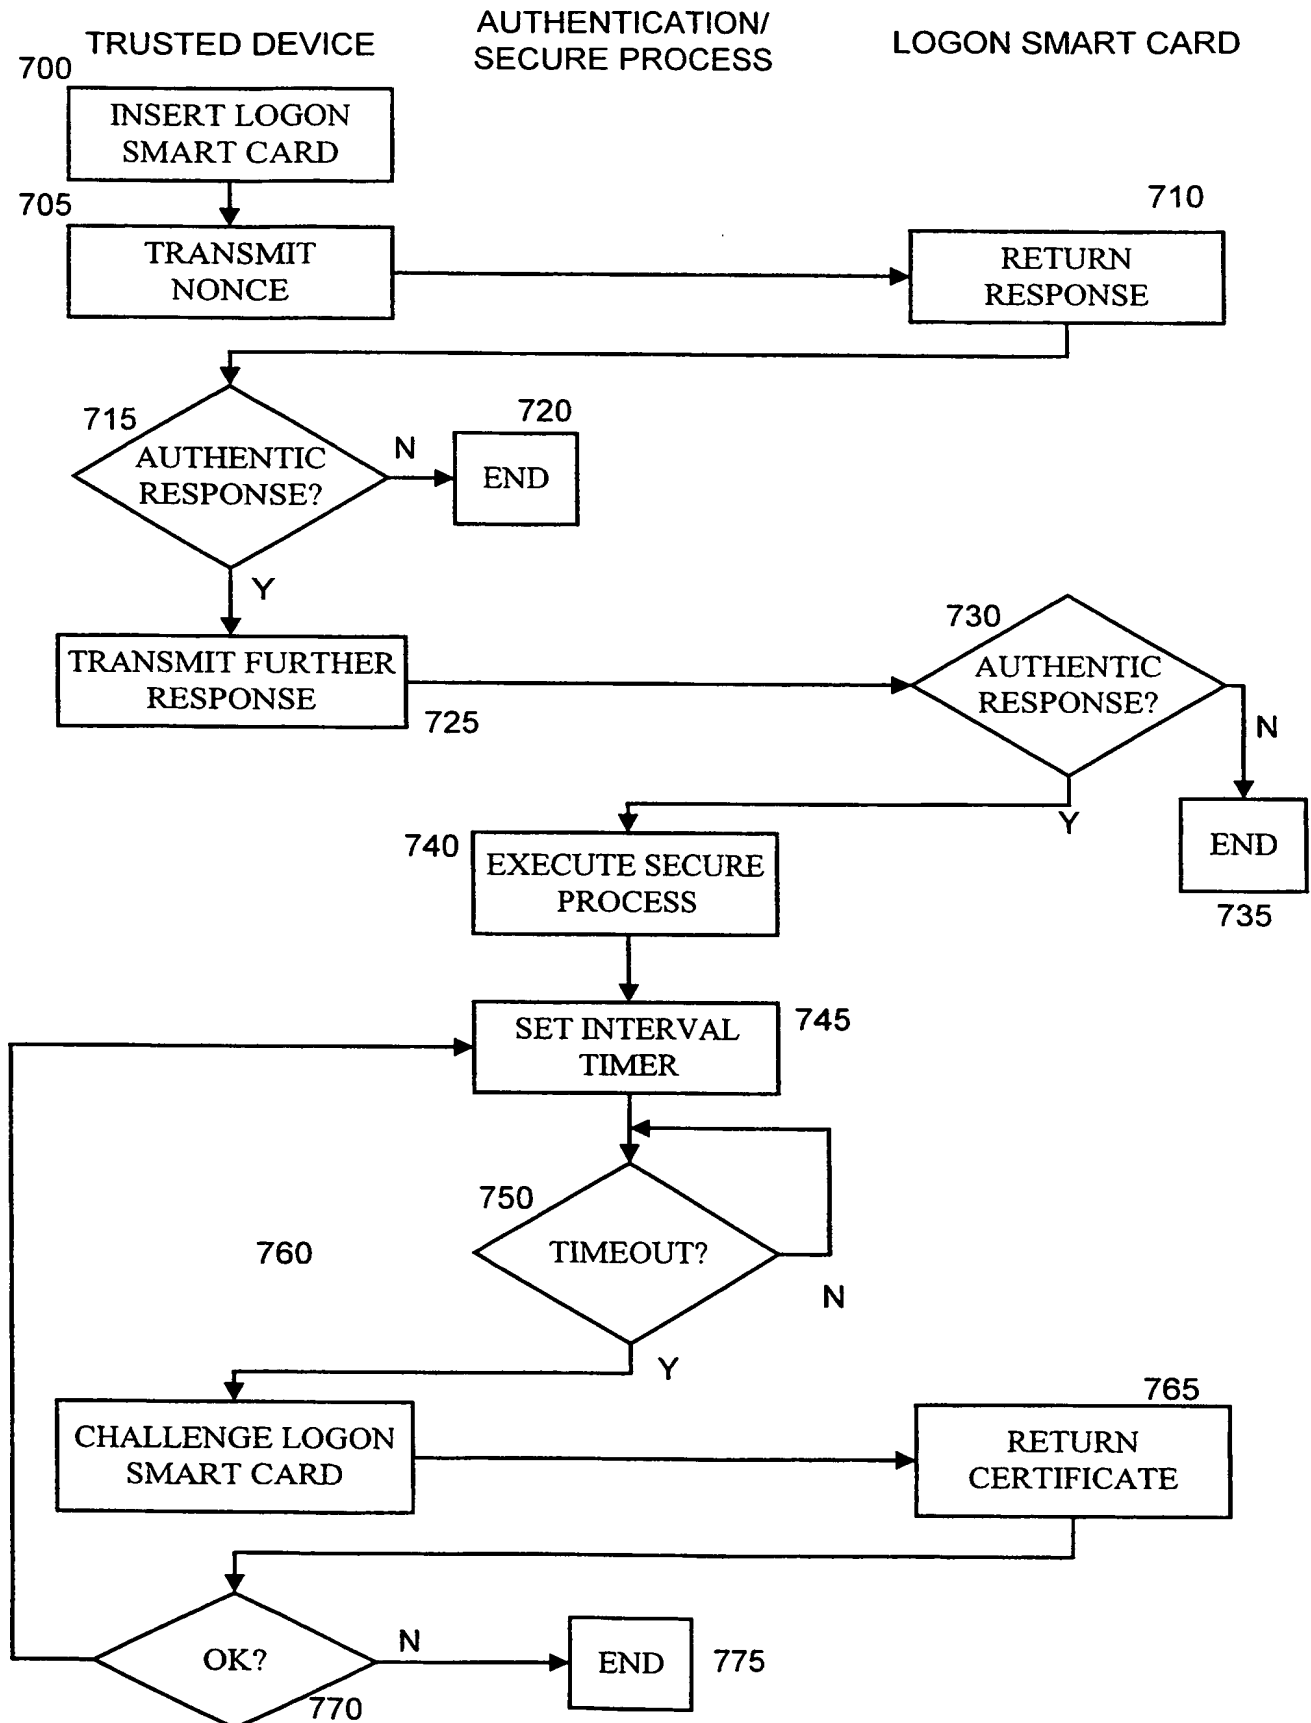 TRUSTED DEVICE
AUTHENTICATION/
SECURE PROCESS
LOGON SMART CARD
700
INSERT LOGON
SMART CARD
705
TRANSMIT
NONCE
710
RETURN
RESPONSE
715
AUTHENTIC
RESPONSE?
N
720
END
Y
TRANSMIT FURTHER
RESPONSE
725
730
AUTHENTIC
RESPONSE?
N
Y
END
735
740
EXECUTE SECURE
PROCESS
SET INTERVAL
TIMER
745
750
TIMEOUT?
N
760
Y
CHALLENGE LOGON
SMART CARD
765
RETURN
CERTIFICATE
OK?
770
N
END
775